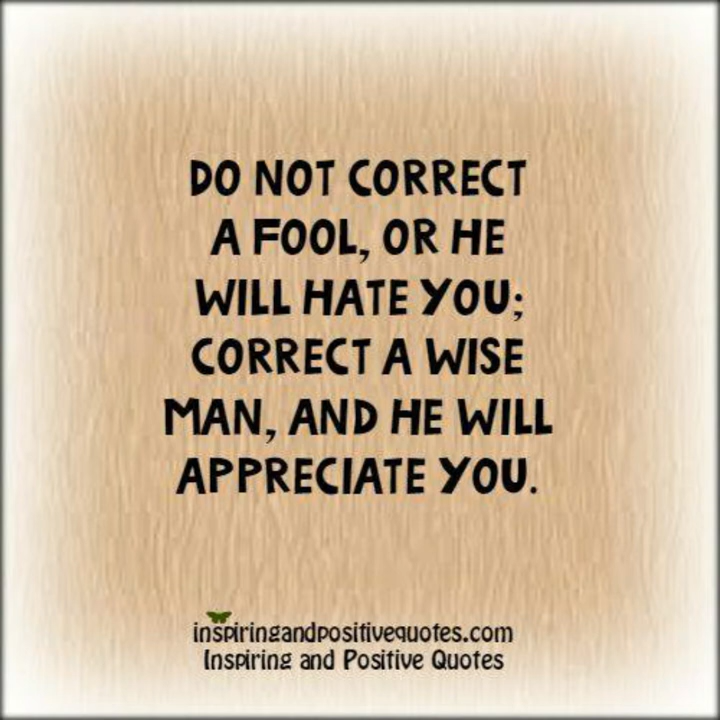 DO NOT CORRECT
A FOOL, OR HE
WILL HATE YOU;
CORRECT A WISE
MAN, AND HE WILL
APPRECIATE YOU.
inspiringandpositivequotes.com
Inspiring and Positive Quotes